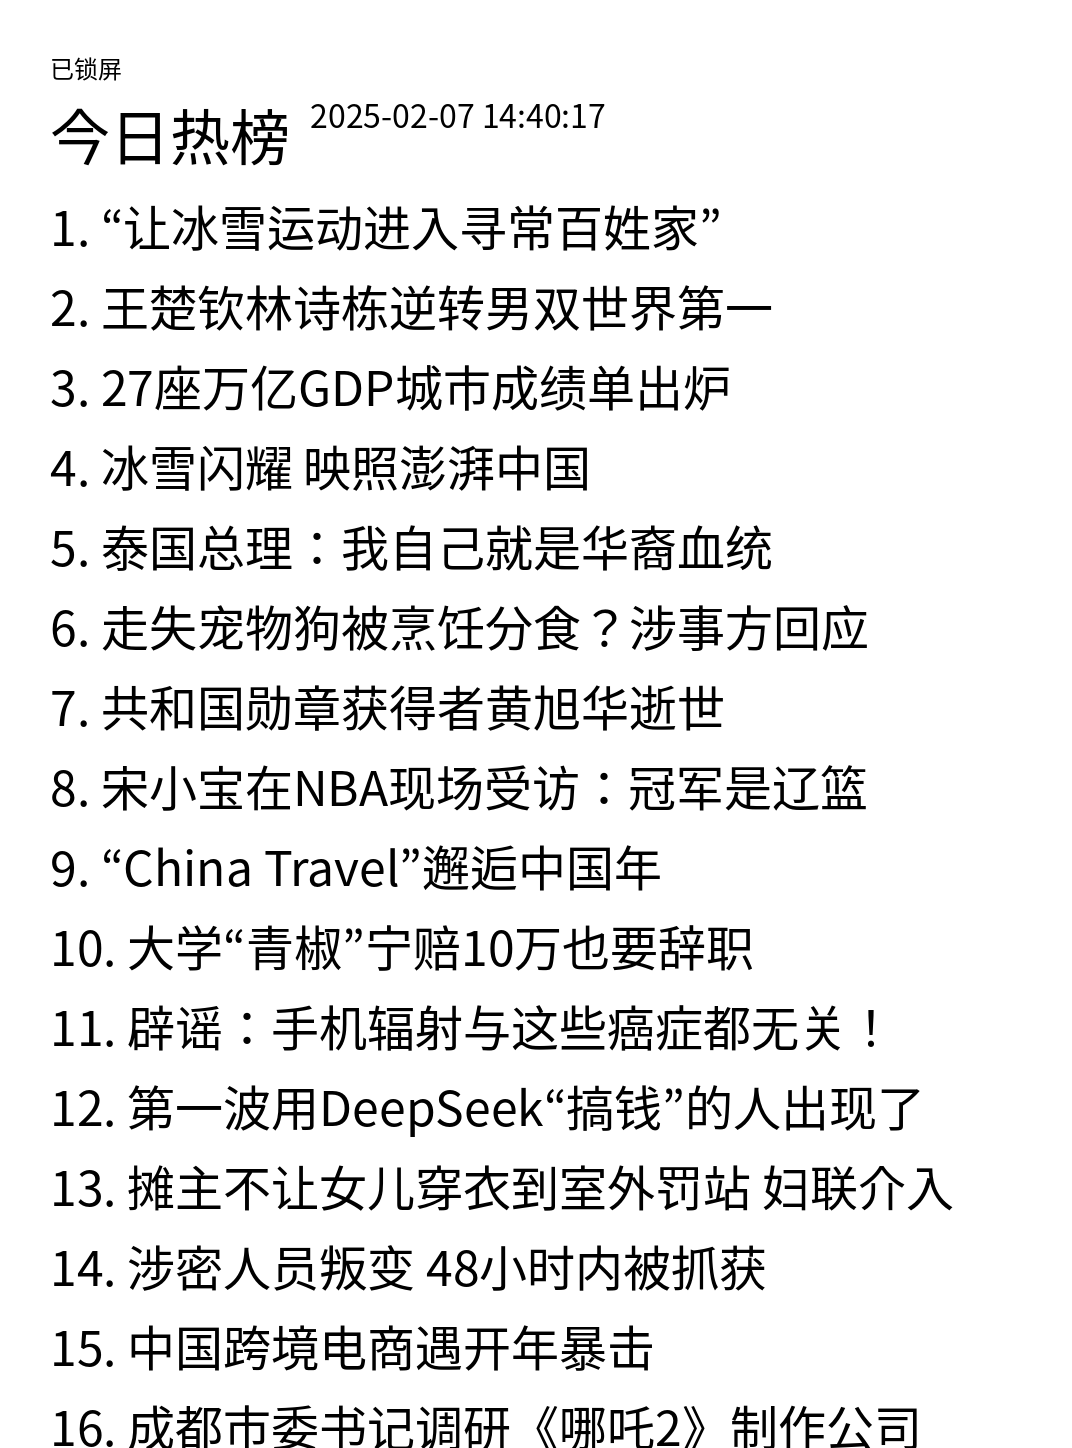 已锁屏
今日热榜 2025-02-07 14:40:17
1. “让冰雪运动进入寻常百姓家”
2. 王楚钦林诗栋逆转男双世界第一
3. 27座万亿GDP城市成绩单出炉
4. 冰雪闪耀 映照澎湃中国
5. 泰国总理：我自己就是华裔血统
6. 走失宠物狗被烹饪分食？涉事方回应
7. 共和国勋章获得者黄旭华逝世
8. 宋小宝在NBA现场受访：冠军是辽篮
9. “China Travel”邂逅中国年
10. 大学“青椒”宁赔10万也要辞职
11. 辟谣：手机辐射与这些癌症都无关！
12. 第一波用DeepSeek“搞钱”的人出现了
13. 摊主不让女儿穿衣到室外罚站 妇联介入
14. 涉密人员叛变 48小时内被抓获
15. 中国跨境电商遇开年暴击
16. 成都市委书记调研《哪吒2》制作公司